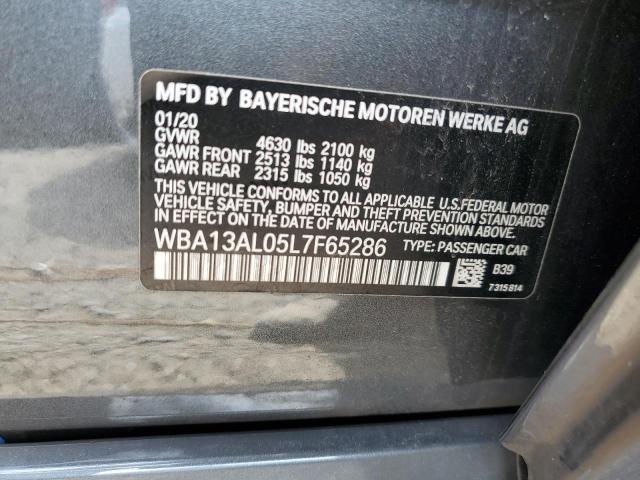 MFD BY BAYERISCHE MOTOREN WERKE AG
01/20
GVWR 4630 lbs 2100 kg
GAWR FRONT 2513 lbs 1140 kg
GAWR REAR 2315 lbs 1050 kg
THIS VEHICLE CONFORMS TO ALL APPLICABLE U.S.FEDERAL MOTOR
VEHICLE SAFETY, BUMPER AND THEFT PREVENTION STANDARDS
IN EFFECT ON THE DATE OF MANUFACTURE SHOWN ABOVE.
WBA13AL05L7F65286 TYPE: PASSENGER CAR
B39
7315814